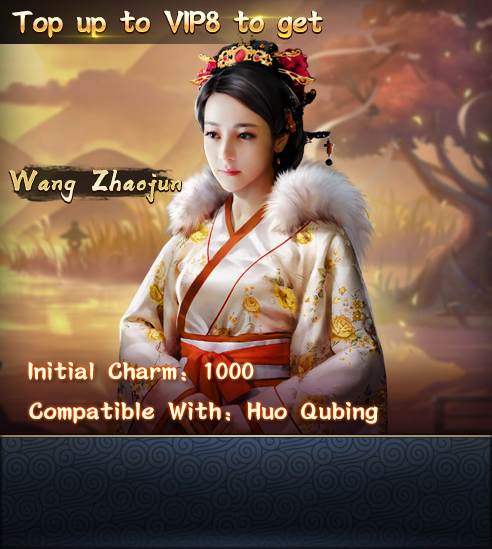 Top up to VIP8 to get
Wang Zhaojun
Initial Charm：1000
Compatible With：Huo Qubing